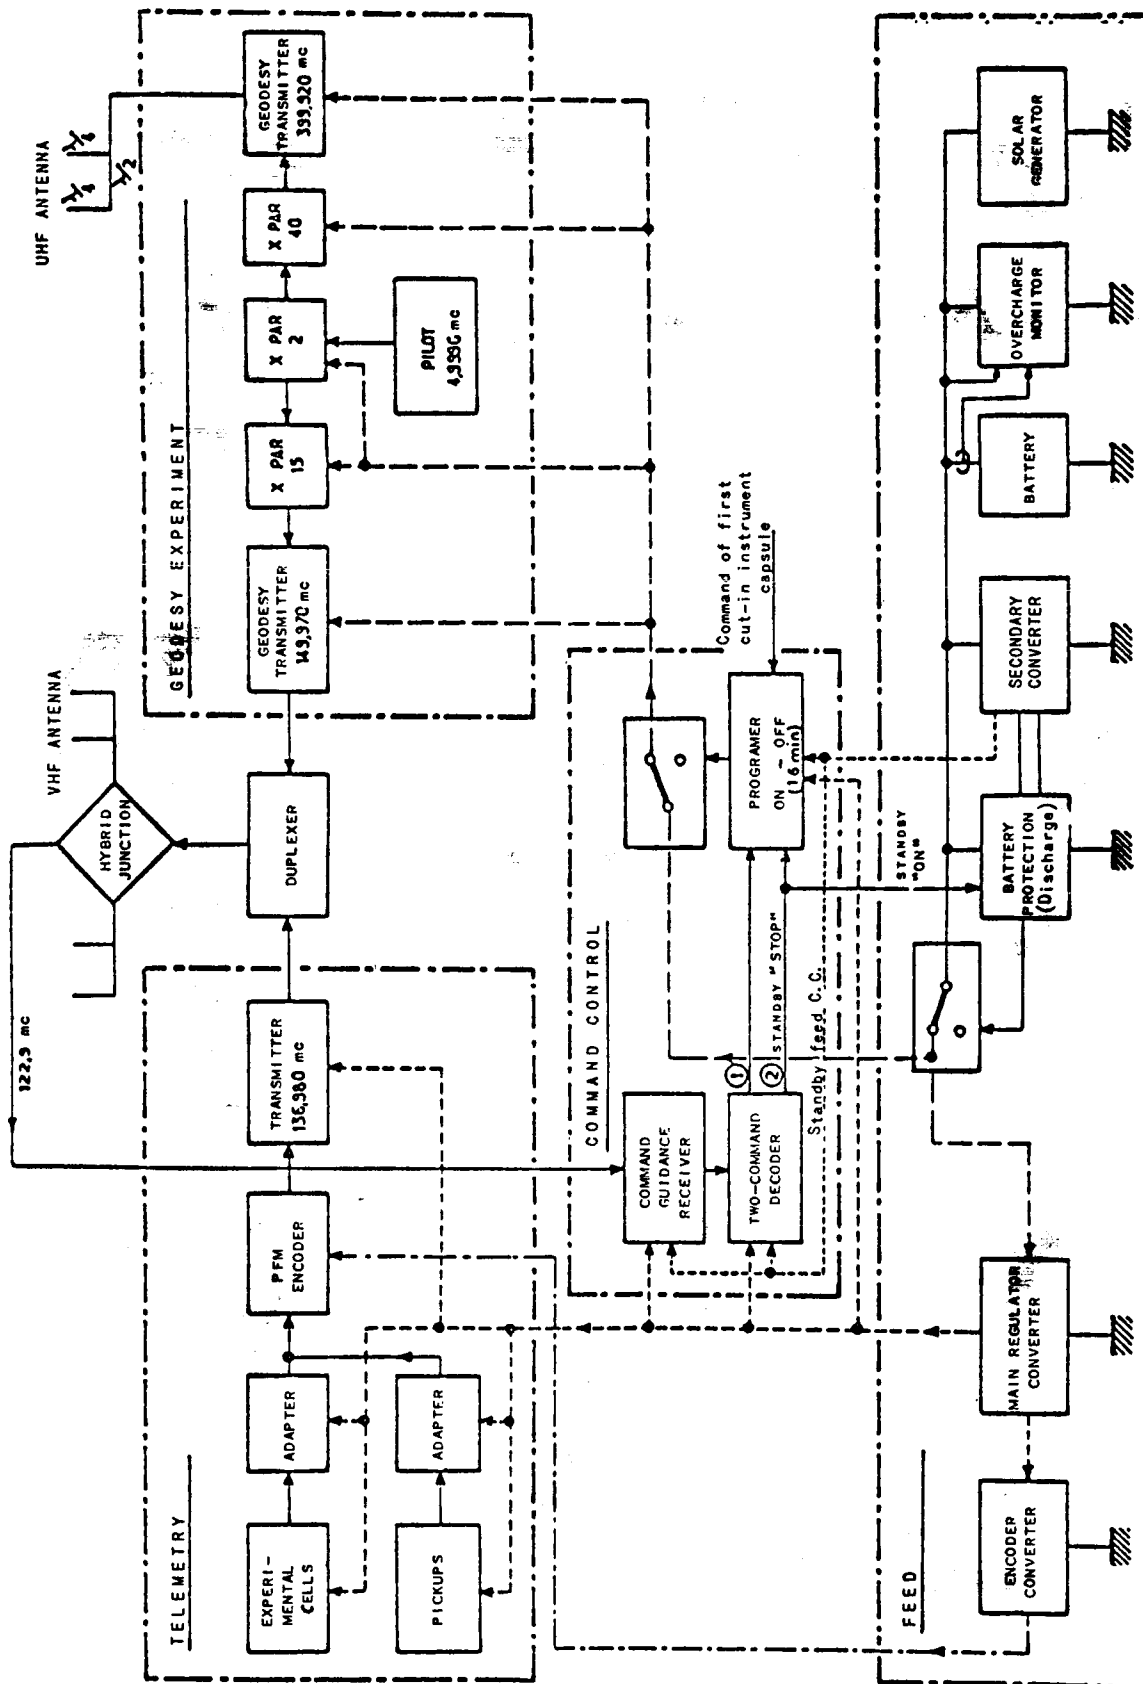 UHF ANTENNA
λ/4
λ/2
VHF ANTENNA
HYBRID
JUNCTION
122,9 mc
TELEMETRY
EXPERI-
MENTAL
CELLS
ADAPTER
PICKUPS
ADAPTER
PFM
ENCODER
TRANSMITTER
136,980 mc
DUPLEXER
GEODESY EXPERIMENT
GEODESY
TRANSMITTER
149,970 mc
X PAR
15
X PAR
2
X PAR
40
GEODESY
TRANSMITTER
399,920 mc
PILOT
4,9990 mc
COMMAND CONTROL
COMMAND
GUIDANCE
RECEIVER
TWO-COMMAND
DECODER
1
2
STANDBY "STOP"
Standby feed C.C.
PROGRAMER
ON - OFF
(16 min)
Command of first
cut-in instrument
capsule
STANDBY
"ON"
FEED
ENCODER
CONVERTER
MAIN REGULATOR
CONVERTER
BATTERY
PROTECTION
(Discharge)
SECONDARY
CONVERTER
BATTERY
OVERCHARGE
MONITOR
SOLAR
GENERATOR